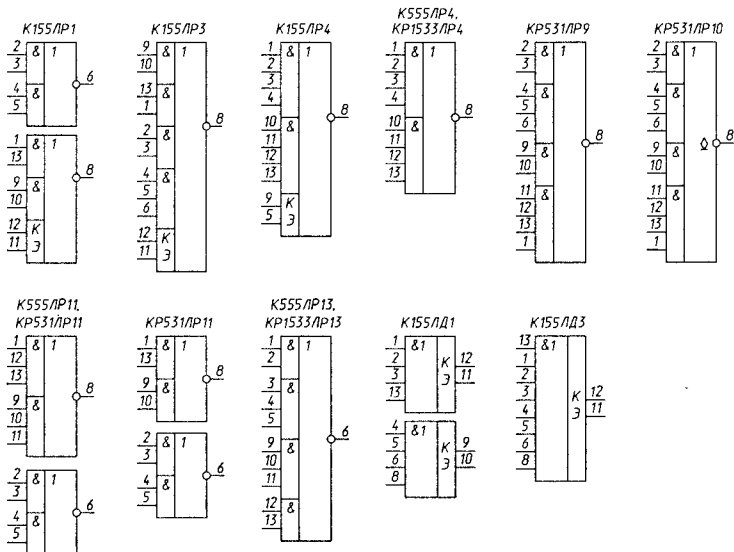 К155ЛР1
2 & 1
3
4 &
5
6
1 & 1
13
9 &
10
12 К
11 Э
8
К155ЛР3
9 & 1
10
13 &
1
2 &
3
4 &
5
6
12 К
11 Э
8
К155ЛР4
1 & 1
2
3
4
10 &
11
12
13
9 К
5 Э
8
К555ЛР4,
КР1533ЛР4
1 & 1
2
3
4
10 &
11
12
13
8
КР531ЛР9
2 & 1
3
4 &
5
6
9 &
10
11 &
12
13
1
8
КР531ЛР10
2 & 1
3
4 &
5
6
9 &
10
11 &
12
13
1
8
К555ЛР11,
КР531ЛР11
1 & 1
12
13
9 &
10
11
8
2 & 1
3
4 &
5
6
КР531ЛР11
1 & 1
13
9 &
10
8
2 & 1
3
4 &
5
6
К555ЛР13,
КР1533ЛР13
1 & 1
2
3 &
4
5
9 &
10
11
12 &
13
6
К155ЛД1
1 &1
2
3
13
К 12
Э 11
4 &1
5
6
8
К 9
Э 10
К155ЛД3
13 &1
1
2
3
4
5
6
8
К 12
Э 11